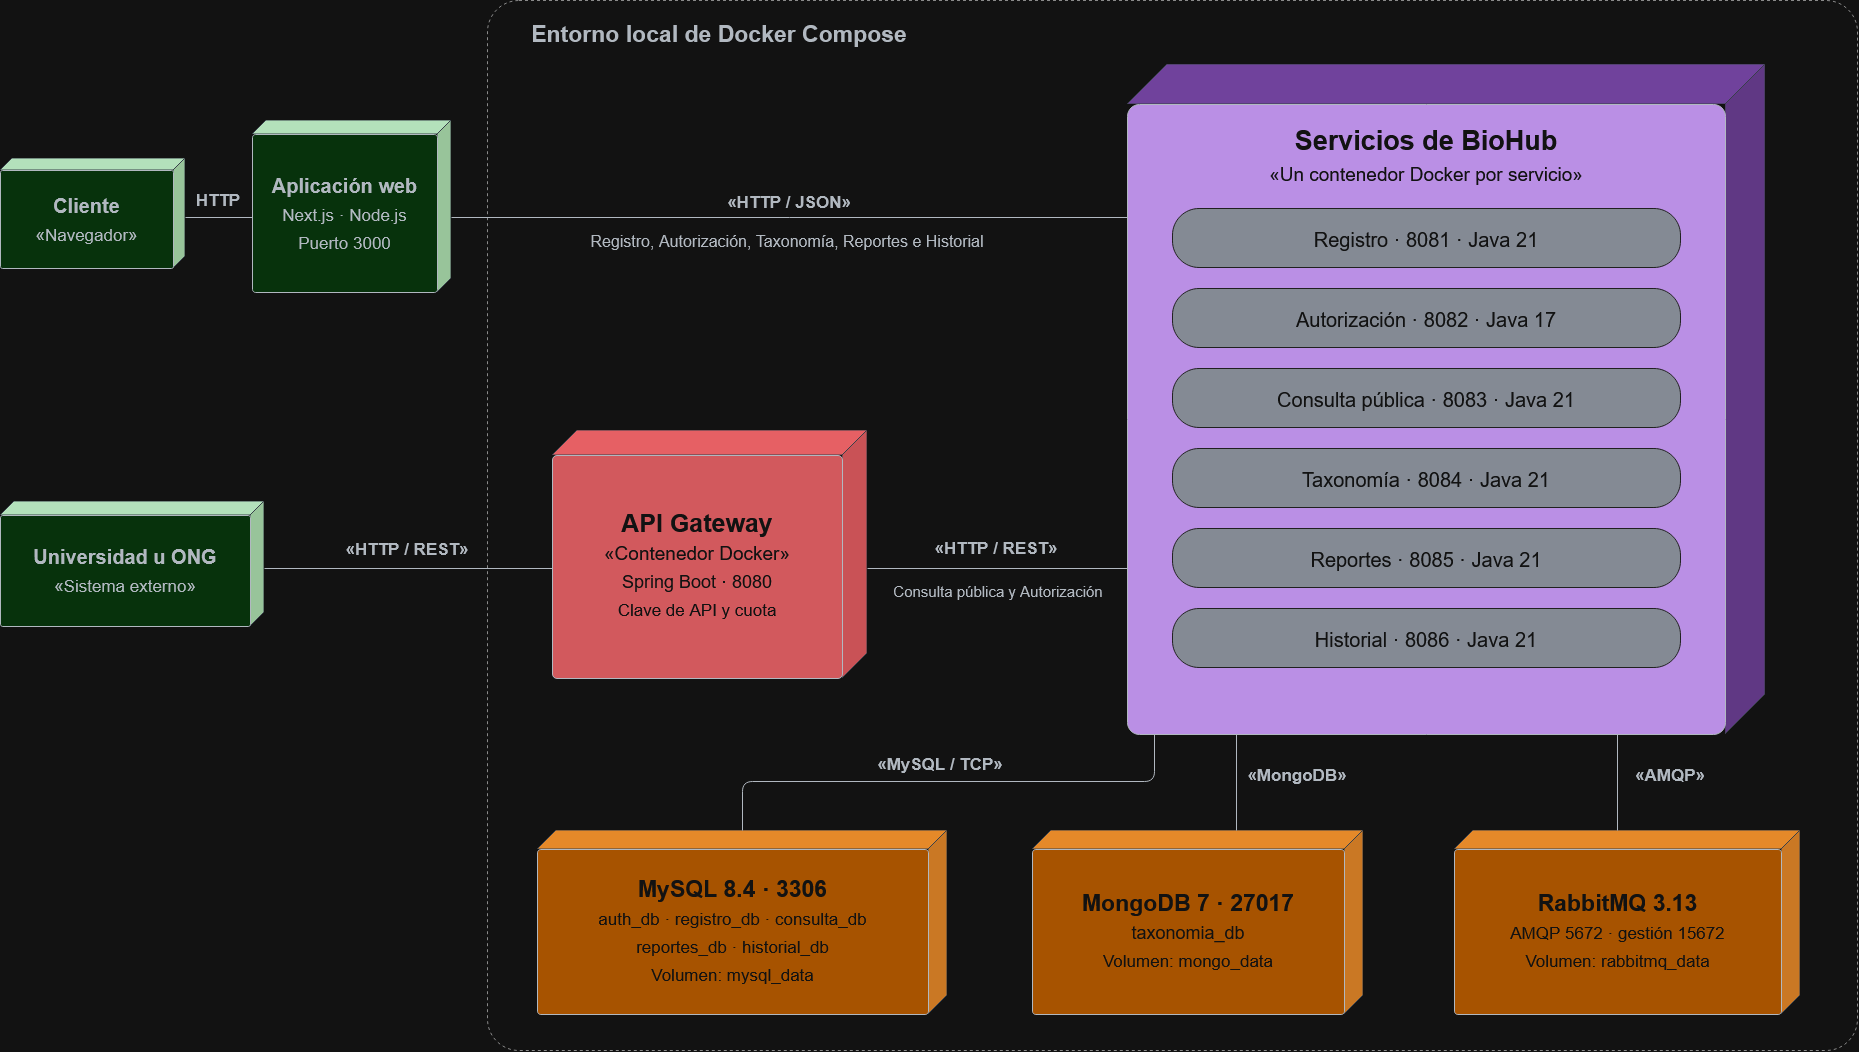 Entorno local de Docker Compose
Cliente
«Navegador»
HTTP
Aplicación web
Next.js · Node.js
Puerto 3000
«HTTP / JSON»
Registro, Autorización, Taxonomía, Reportes e Historial
Servicios de BioHub
«Un contenedor Docker por servicio»
Registro · 8081 · Java 21
Autorización · 8082 · Java 17
Consulta pública · 8083 · Java 21
Taxonomía · 8084 · Java 21
Reportes · 8085 · Java 21
Historial · 8086 · Java 21
Universidad u ONG
«Sistema externo»
«HTTP / REST»
API Gateway
«Contenedor Docker»
Spring Boot · 8080
Clave de API y cuota
«HTTP / REST»
Consulta pública y Autorización
«MySQL / TCP»
«MongoDB»
«AMQP»
MySQL 8.4 · 3306
auth_db · registro_db · consulta_db
reportes_db · historial_db
Volumen: mysql_data
MongoDB 7 · 27017
taxonomia_db
Volumen: mongo_data
RabbitMQ 3.13
AMQP 5672 · gestión 15672
Volumen: rabbitmq_data